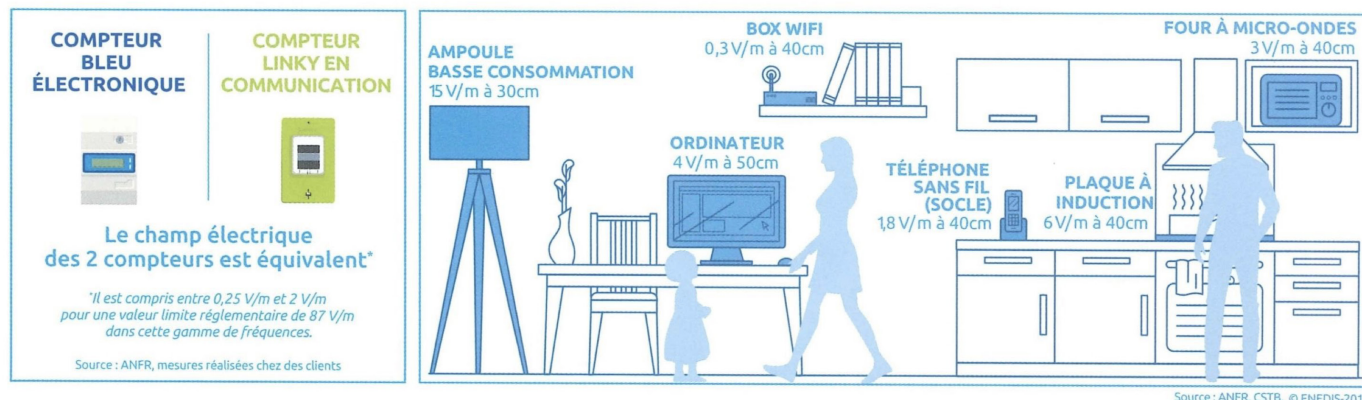 COMPTEUR
BLEU
ÉLECTRONIQUE
COMPTEUR
LINKY EN
COMMUNICATION
Le champ électrique
des 2 compteurs est équivalent*
*Il est compris entre 0,25 V/m et 2 V/m
pour une valeur limite réglementaire de 87 V/m
dans cette gamme de fréquences.
Source : ANFR, mesures réalisées chez des clients
AMPOULE
BASSE CONSOMMATION
15 V/m à 30cm
BOX WIFI
0,3 V/m à 40cm
ORDINATEUR
4 V/m à 50cm
TÉLÉPHONE
SANS FIL
(SOCLE)
1,8 V/m à 40cm
PLAQUE À
INDUCTION
6 V/m à 40cm
FOUR À MICRO-ONDES
3 V/m à 40cm
Source : ANFR, CSTB, © ENEDIS-201